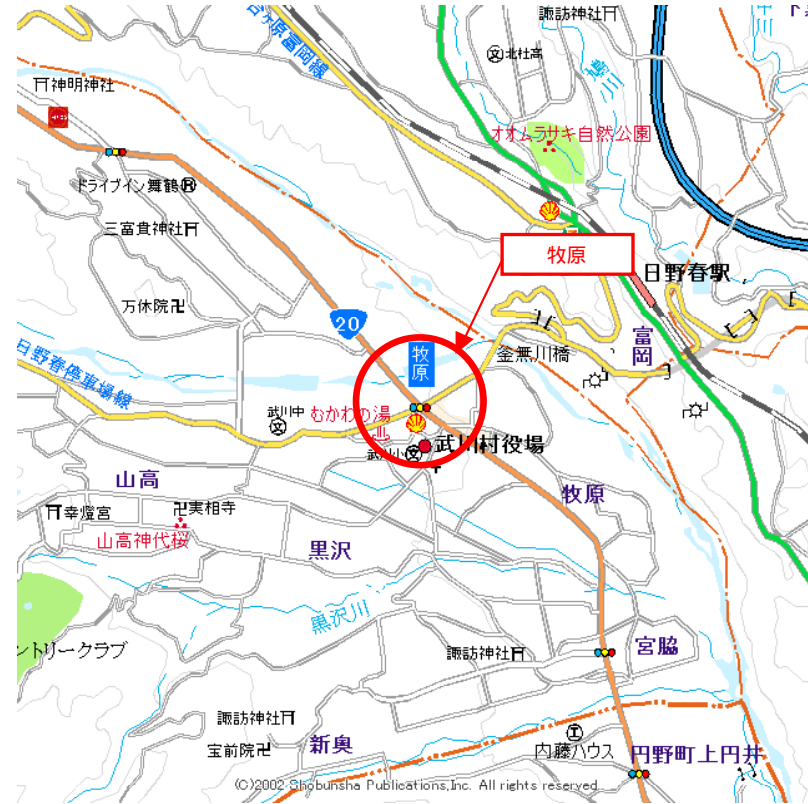 諏訪神社
北杜高
神明神社
鳩川
オオムラサキ自然公園
ドライブイン舞鶴
三富貴神社
牧原
日野春駅
万休院
20
富岡
牧原
釜無川橋
日野春停車場線
武川中
むかわの湯
武川小
武川村役場
山高
牧原
幸燈宮
実相寺
山高神代桜
黒沢
黒沢川
ントリークラブ
諏訪神社
宮脇
諏訪神社
宝前院
新奥
内藤ハウス
円野町上円井
(C)2002 Shobunsha Publications,Inc. All rights reserved